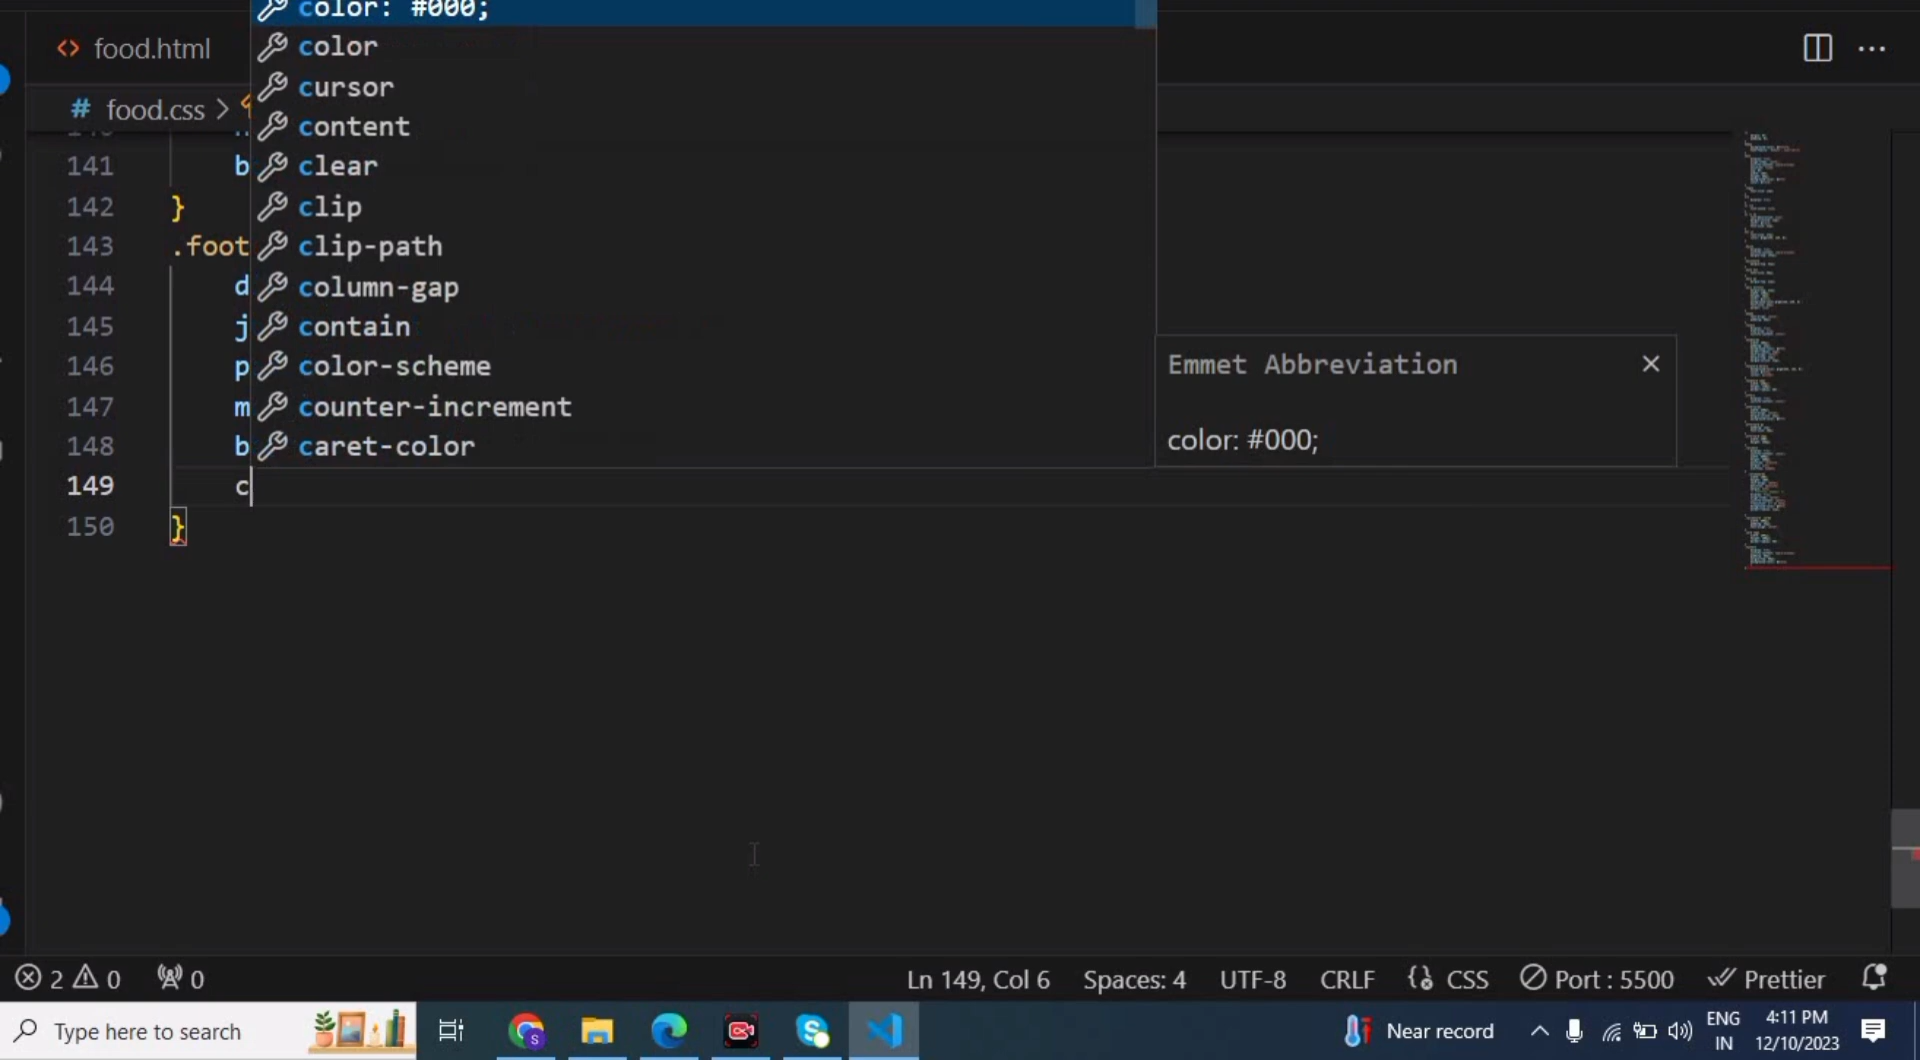 color: #000;
food.html
color
cursor
food.css >
content
141 b
clear
142 }
clip
143 .foot
clip-path
144 d
column-gap
145 j
contain
146 p
color-scheme
Emmet Abbreviation
147 m
counter-increment
148 b
caret-color
color: #000;
149 c
150 }
2 0 0
Ln 149, Col 6 Spaces: 4 UTF-8 CRLF CSS Port : 5500 Prettier
Type here to search
Near record
ENG
IN
4:11 PM
12/10/2023